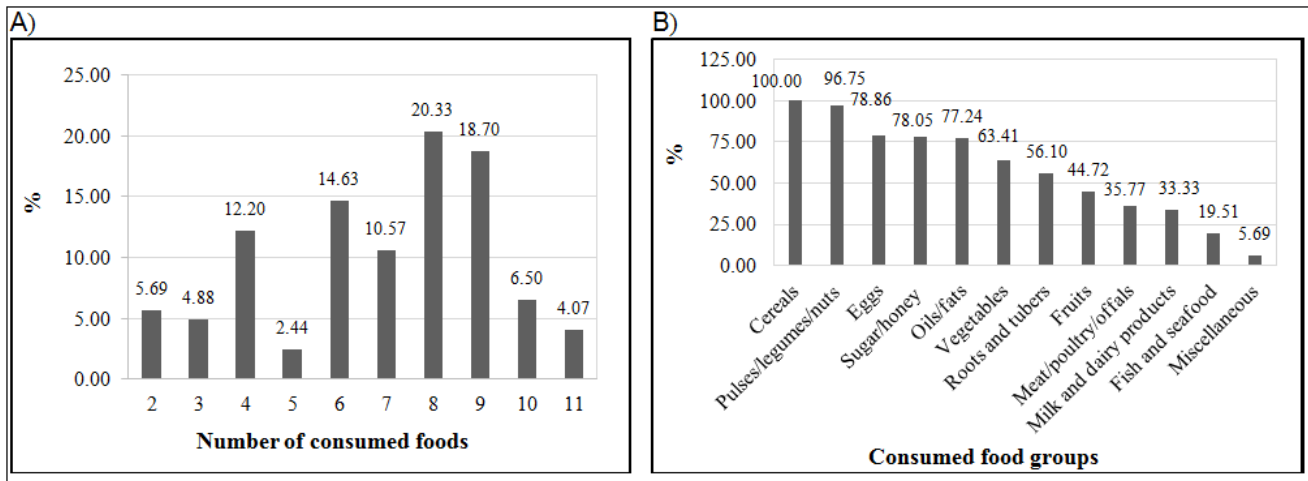 A)
25.00
20.00
15.00
10.00
5.00
0.00
%
5.69
4.88
12.20
2.44
14.63
10.57
20.33
18.70
6.50
4.07
2 3 4 5 6 7 8 9 10 11
Number of consumed foods
B)
125.00
100.00
75.00
50.00
25.00
0.00
%
100.00
96.75
78.86
78.05
77.24
63.41
56.10
44.72
35.77
33.33
19.51
5.69
Cereals
Pulses/legumes/nuts
Eggs
Sugar/honey
Oils/fats
Vegetables
Roots and tubers
Fruits
Meat/poultry/offals
Milk and dairy products
Fish and seafood
Miscellaneous
Consumed food groups